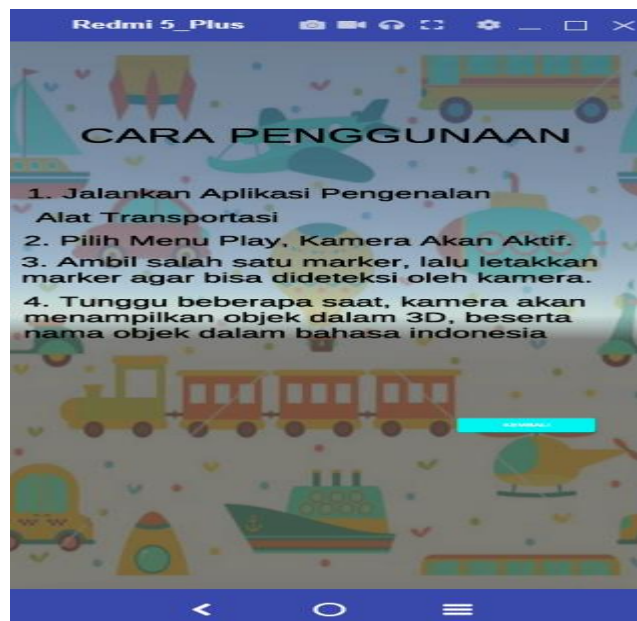 Redmi 5_Plus
CARA PENGGUNAAN
1. Jalankan Aplikasi Pengenalan
Alat Transportasi
2. Pilih Menu Play, Kamera Akan Aktif.
3. Ambil salah satu marker, lalu letakkan
marker agar bisa dideteksi oleh kamera.
4. Tunggu beberapa saat, kamera akan
menampilkan objek dalam 3D, beserta
nama objek dalam bahasa indonesia